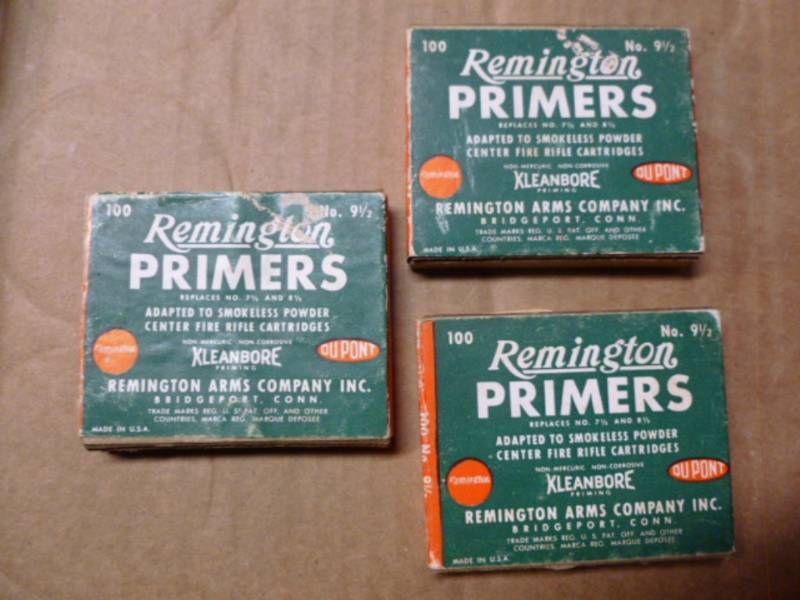 100 No. 9½
Remington
PRIMERS
REPLACES NO. 7½ AND 8½
ADAPTED TO SMOKELESS POWDER
CENTER FIRE RIFLE CARTRIDGES
NON-MERCURIC NON-CORROSIVE
Remington KLEANBORE DU PONT
PRIMING
REMINGTON ARMS COMPANY INC.
BRIDGEPORT, CONN.
TRADE MARKS REG. U. S. PAT. OFF. AND OTHER
COUNTRIES, MARCA REG. MARQUE DEPOSEE
MADE IN U.S.A.
100 No. 9½
Remington
PRIMERS
REPLACES NO. 7½ AND 8½
ADAPTED TO SMOKELESS POWDER
CENTER FIRE RIFLE CARTRIDGES
NON-MERCURIC NON-CORROSIVE
Remington KLEANBORE DU PONT
PRIMING
REMINGTON ARMS COMPANY INC.
BRIDGEPORT, CONN.
TRADE MARKS REG. U. S. PAT. OFF. AND OTHER
COUNTRIES, MARCA REG. MARQUE DEPOSEE
MADE IN U.S.A.
100 No. 9½
Remington
PRIMERS
REPLACES NO. 7½ AND 8½
ADAPTED TO SMOKELESS POWDER
CENTER FIRE RIFLE CARTRIDGES
NON-MERCURIC NON-CORROSIVE
Remington KLEANBORE DU PONT
PRIMING
REMINGTON ARMS COMPANY INC.
BRIDGEPORT, CONN.
TRADE MARKS REG. U. S. PAT. OFF. AND OTHER
COUNTRIES, MARCA REG. MARQUE DEPOSEE
MADE IN U.S.A.